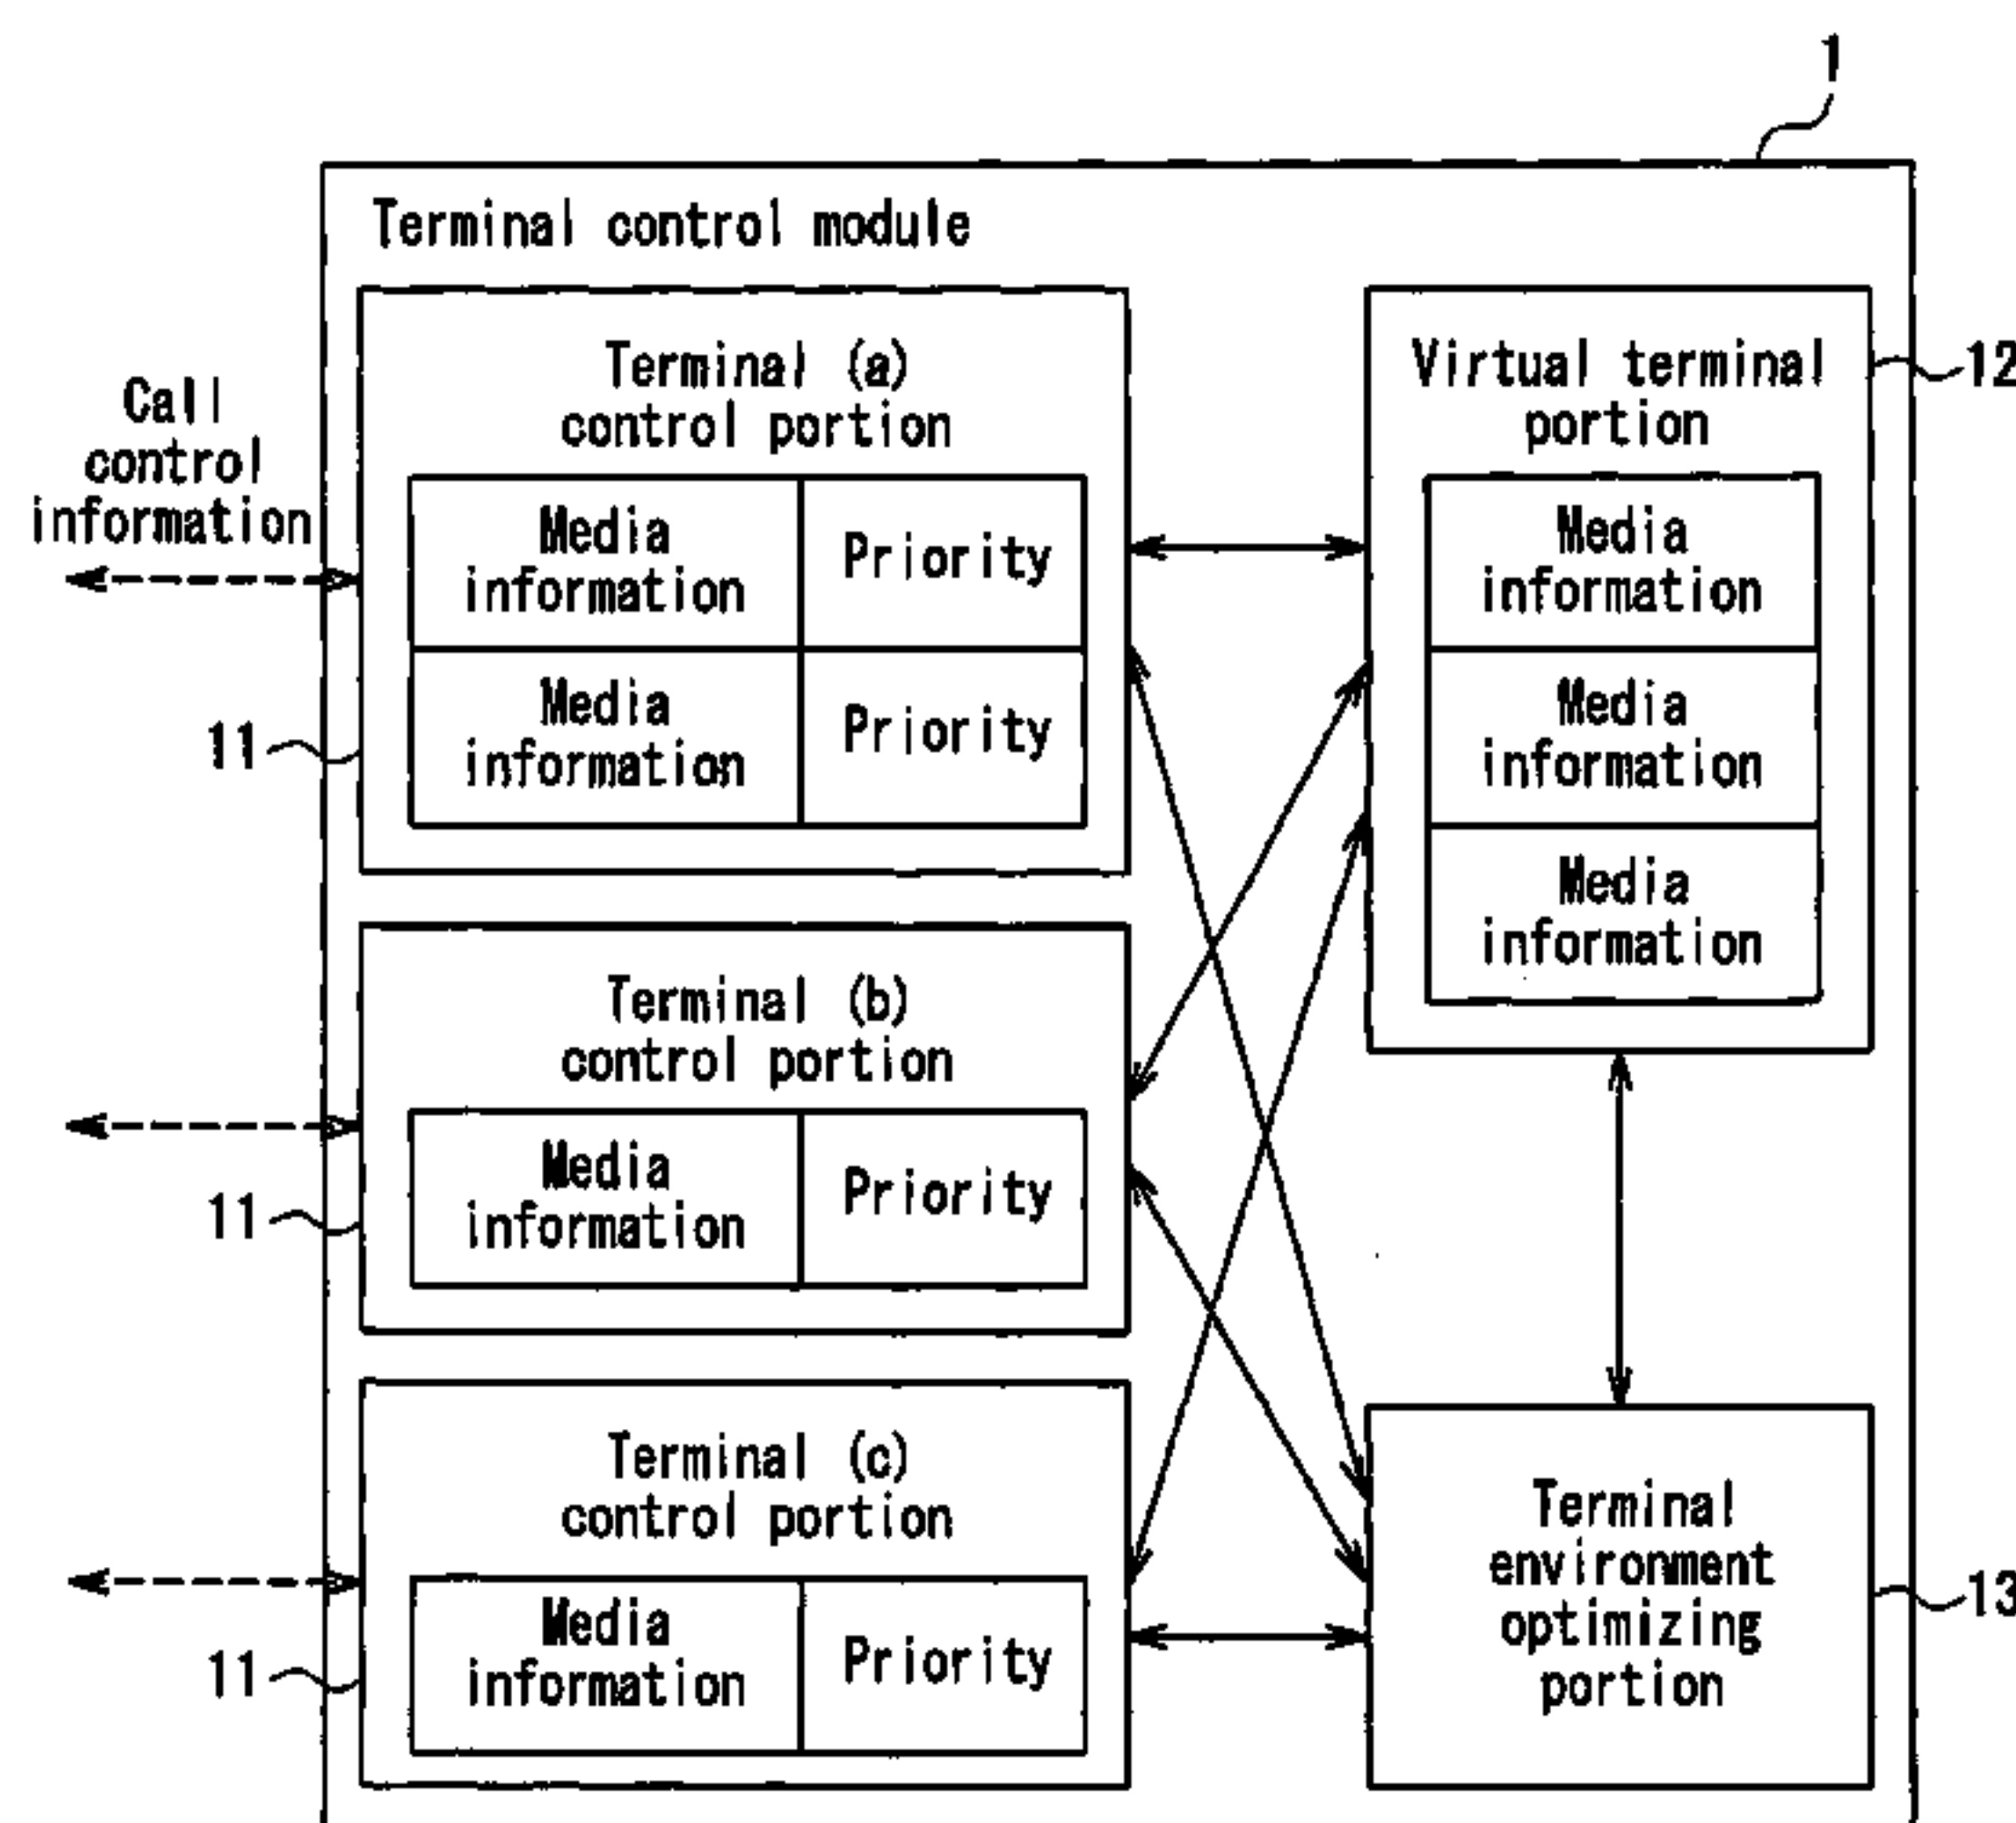 1
Terminal control module
Call
control
information
Terminal (a)
control portion
Media
information
Priority
Media
information
Priority
11
Virtual terminal
portion
12
Media
information
Media
information
Media
information
Terminal (b)
control portion
Media
information
Priority
11
Terminal (c)
control portion
Media
information
Priority
11
Terminal
environment
optimizing
portion
13